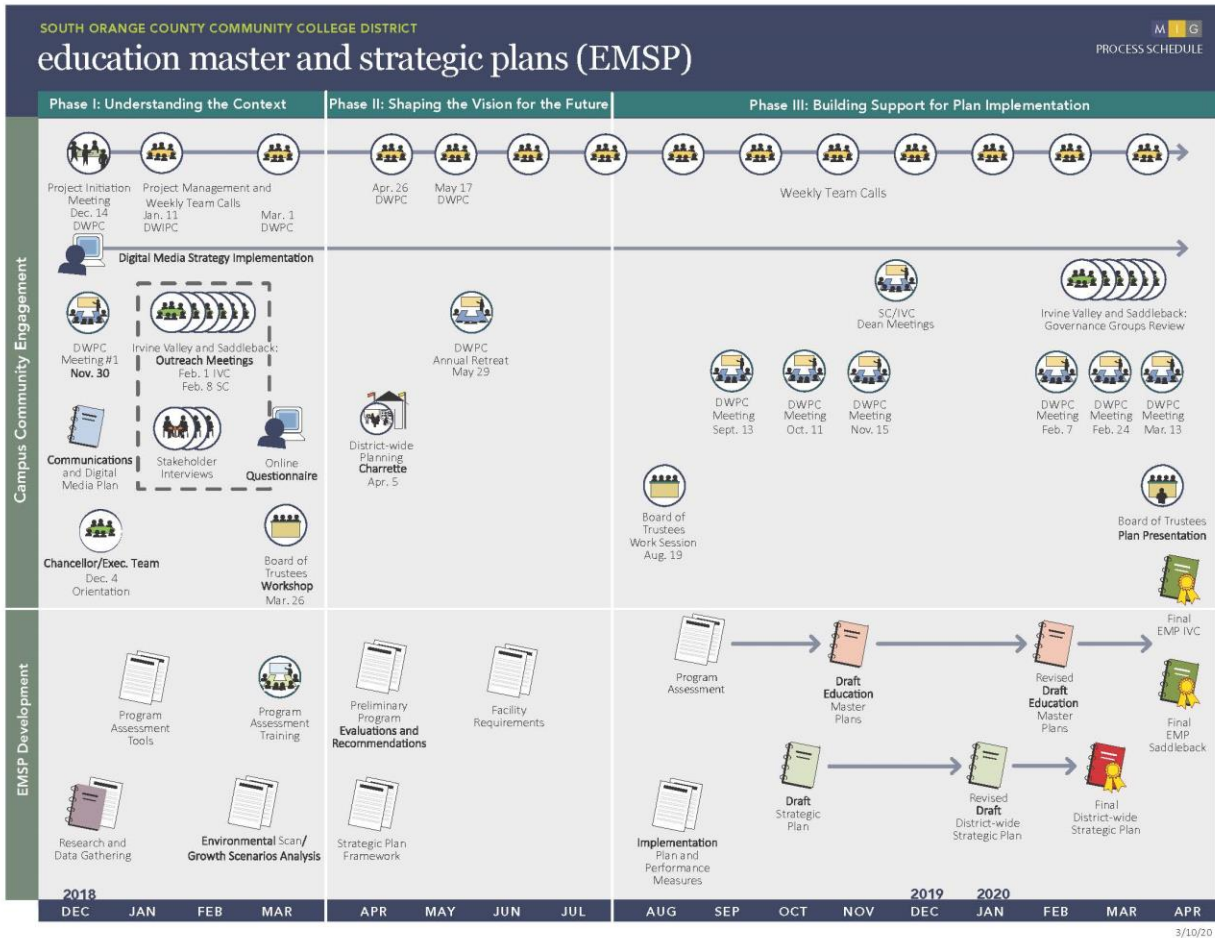 SOUTH ORANGE COUNTY COMMUNITY COLLEGE DISTRICT
education master and strategic plans (EMSP)
M I G
PROCESS SCHEDULE
Phase I: Understanding the Context
Phase II: Shaping the Vision for the Future
Phase III: Building Support for Plan Implementation
Campus Community Engagement
Project Initiation
Meeting
Dec. 14
DWPC
Project Management and
Weekly Team Calls
Jan. 11
DWIPC
Mar. 1
DWPC
Apr. 26
DWPC
May 17
DWPC
Weekly Team Calls
Digital Media Strategy Implementation
DWPC
Meeting #1
Nov. 30
Irvine Valley and Saddleback:
Outreach Meetings
Feb. 1 IVC
Feb. 8 SC
DWPC
Annual Retreat
May 29
SC/IVC
Dean Meetings
Irvine Valley and Saddleback:
Governance Groups Review
DWPC
Meeting
Sept. 13
DWPC
Meeting
Oct. 11
DWPC
Meeting
Nov. 15
DWPC
Meeting
Feb. 7
DWPC
Meeting
Feb. 24
DWPC
Meeting
Mar. 13
Communications
and Digital
Media Plan
Stakeholder
Interviews
Online
Questionnaire
District-wide
Planning
Charrette
Apr. 5
Board of
Trustees
Work Session
Aug. 19
Board of Trustees
Plan Presentation
Chancellor/Exec. Team
Dec. 4
Orientation
Board of
Trustees
Workshop
Mar. 26
EMSP Development
Final
EMP IVC
Program
Assessment
Tools
Program
Assessment
Training
Preliminary
Program
Evaluations and
Recommendations
Facility
Requirements
Program
Assessment
Draft
Education
Master
Plans
Revised
Draft
Education
Master
Plans
Final
EMP
Saddleback
Research and
Data Gathering
Environmental Scan/
Growth Scenarios Analysis
Strategic Plan
Framework
Implementation
Plan and
Performance
Measures
Draft
Strategic
Plan
Revised
Draft
District-wide
Strategic Plan
Final
District-wide
Strategic Plan
2018
2019
2020
DEC JAN FEB MAR APR MAY JUN JUL AUG SEP OCT NOV DEC JAN FEB MAR APR
3/10/20